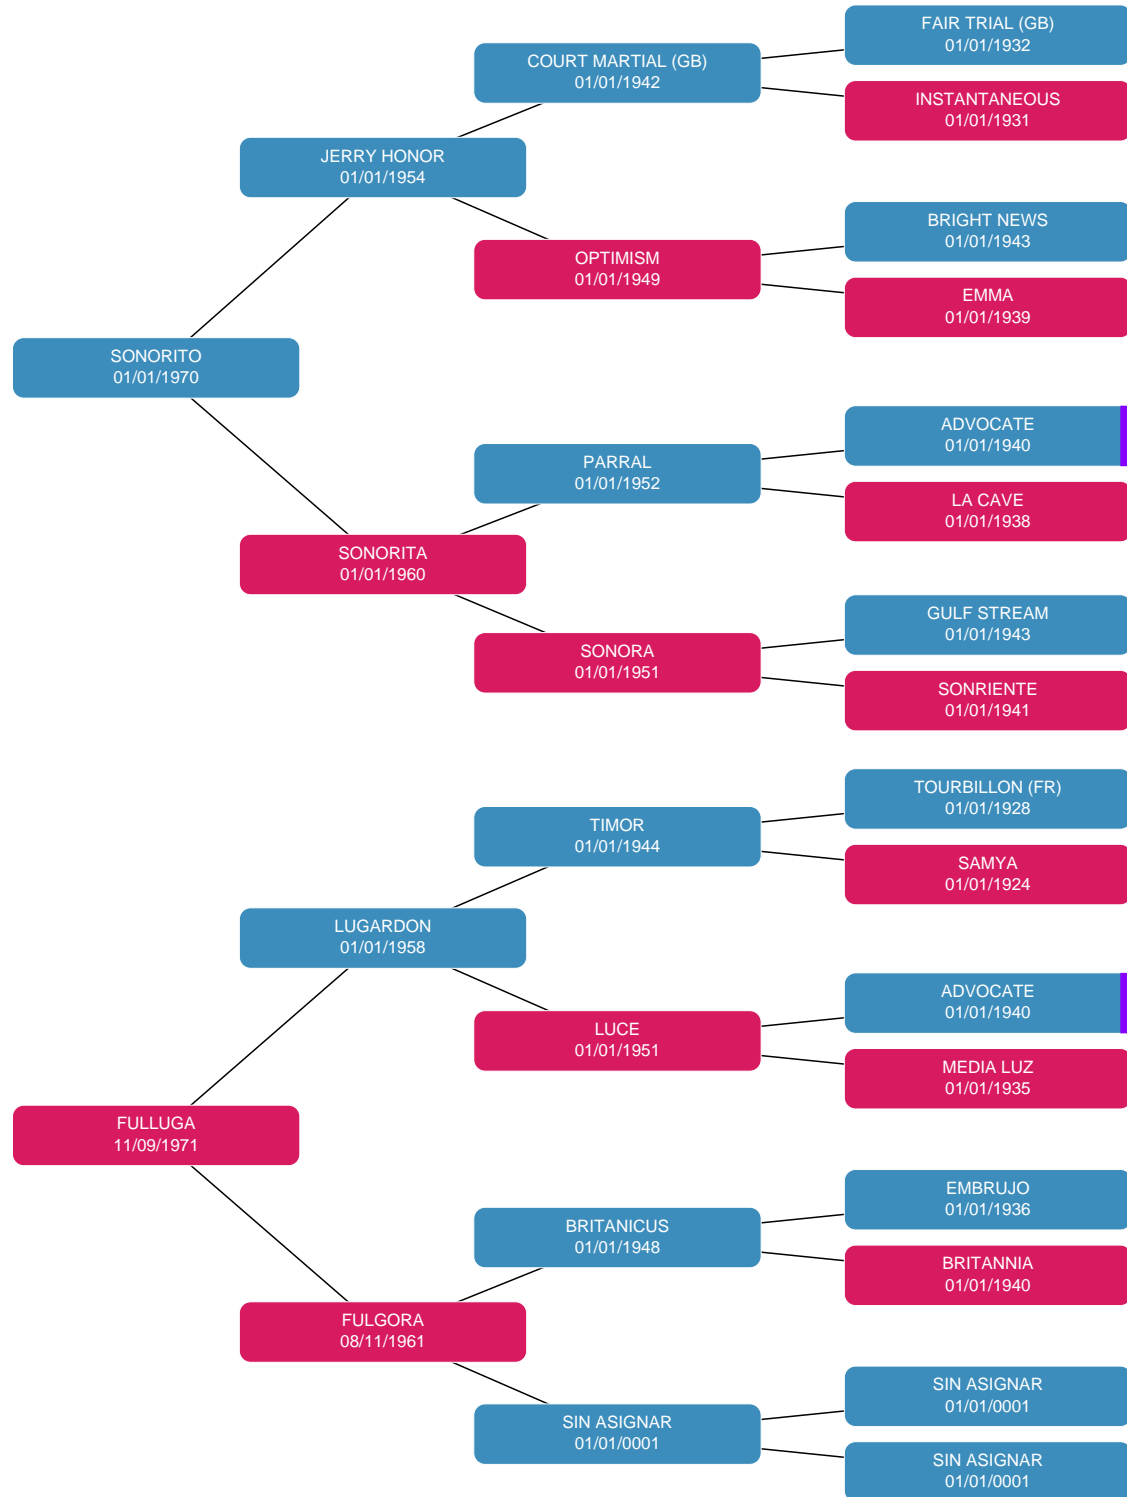 FAIR TRIAL (GB)
01/01/1932
COURT MARTIAL (GB)
01/01/1942
INSTANTANEOUS
01/01/1931
JERRY HONOR
01/01/1954
BRIGHT NEWS
01/01/1943
OPTIMISM
01/01/1949
EMMA
01/01/1939
SONORITO
01/01/1970
ADVOCATE
01/01/1940
PARRAL
01/01/1952
LA CAVE
01/01/1938
SONORITA
01/01/1960
GULF STREAM
01/01/1943
SONORA
01/01/1951
SONRIENTE
01/01/1941
TOURBILLON (FR)
01/01/1928
TIMOR
01/01/1944
SAMYA
01/01/1924
LUGARDON
01/01/1958
ADVOCATE
01/01/1940
LUCE
01/01/1951
MEDIA LUZ
01/01/1935
FULLUGA
11/09/1971
EMBRUJO
01/01/1936
BRITANICUS
01/01/1948
BRITANNIA
01/01/1940
FULGORA
08/11/1961
SIN ASIGNAR
01/01/0001
SIN ASIGNAR
01/01/0001
SIN ASIGNAR
01/01/0001